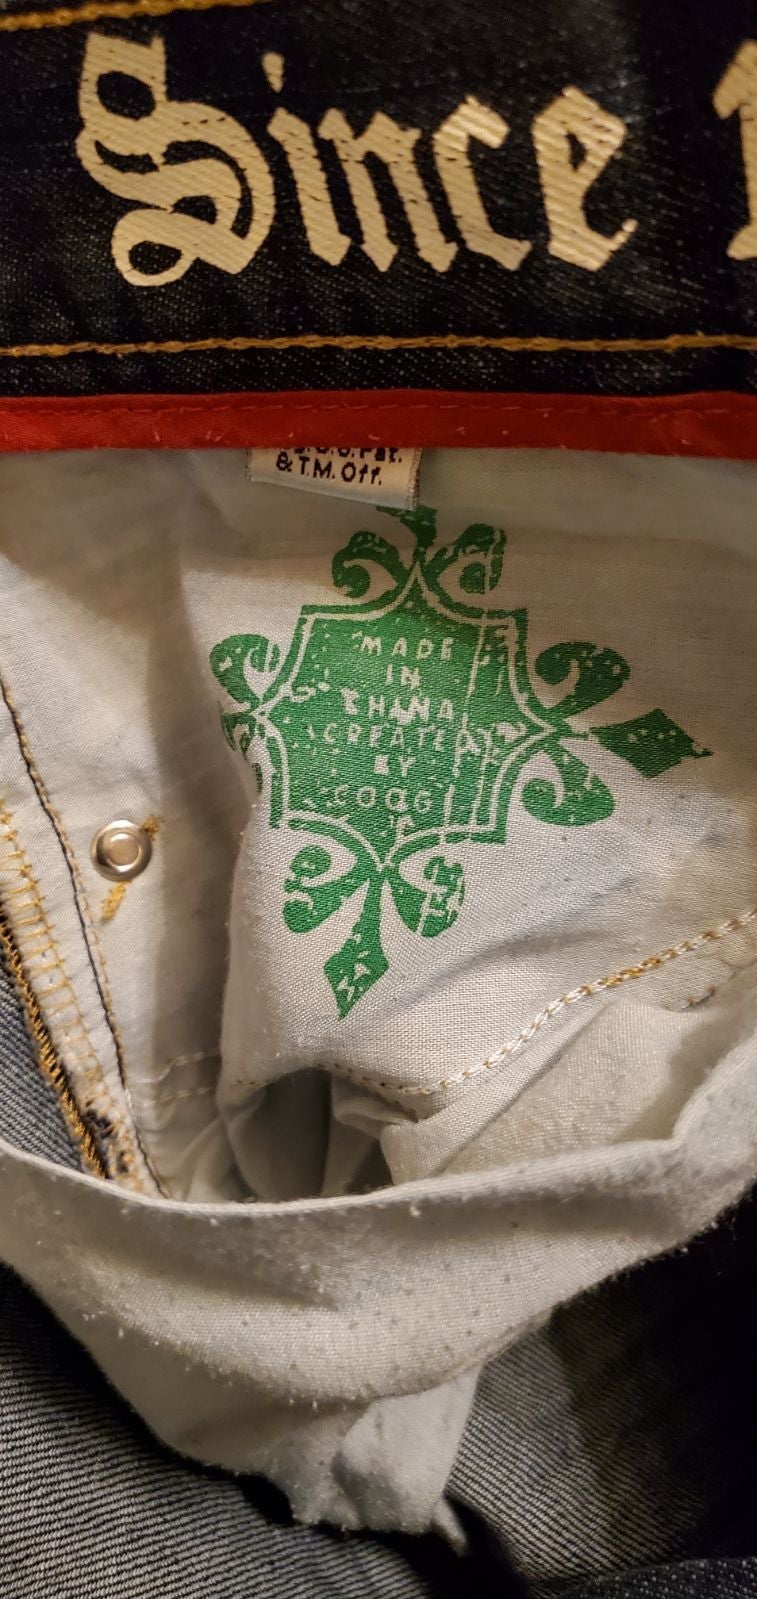 Since
& T.M. Off.
MADE
IN
CHINA
CREATED
BY
COOGI